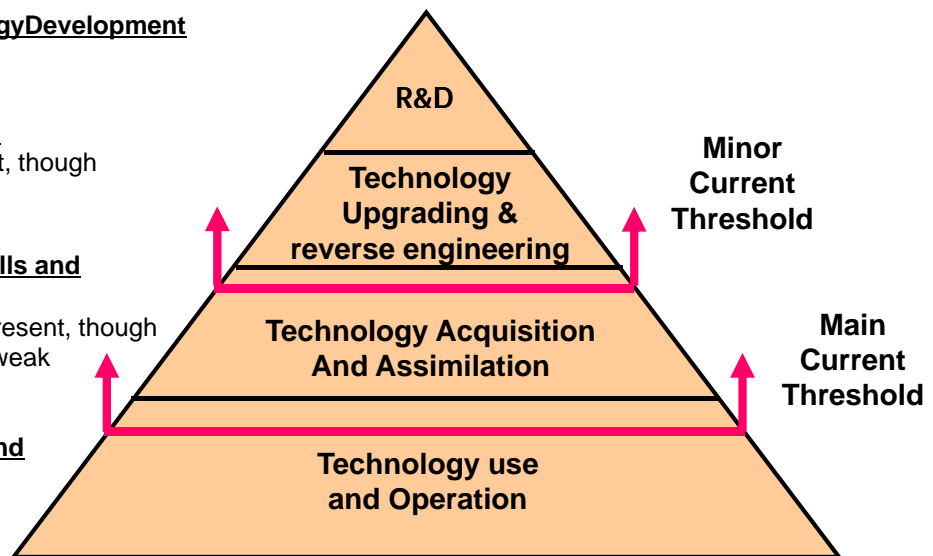 gyDevelopment
R&D
t, though
Minor
Current
Threshold
Technology
Upgrading &
reverse engineering
lls and
resent, though
weak
Technology Acquisition
And Assimilation
Main
Current
Threshold
nd
Technology use
and Operation